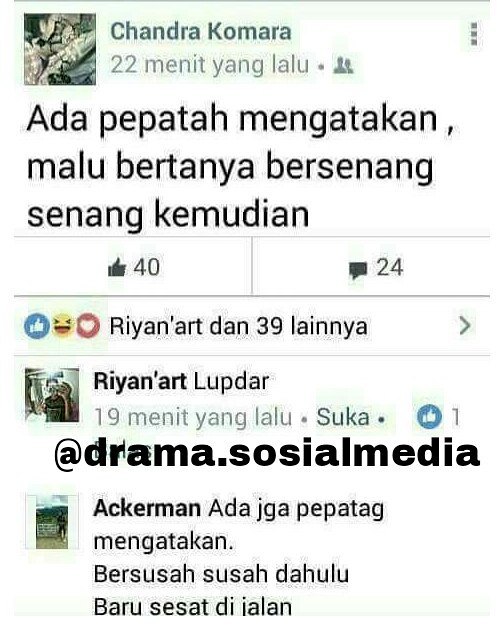 Chandra Komara
22 menit yang lalu •
Ada pepatah mengatakan ,
malu bertanya bersenang
senang kemudian
40
24
Riyan'art dan 39 lainnya
Riyan'art Lupdar
19 menit yang lalu • Suka • 1
@drama.sosialmedia
Ackerman Ada jga pepatag
mengatakan.
Bersusah susah dahulu
Baru sesat di jalan